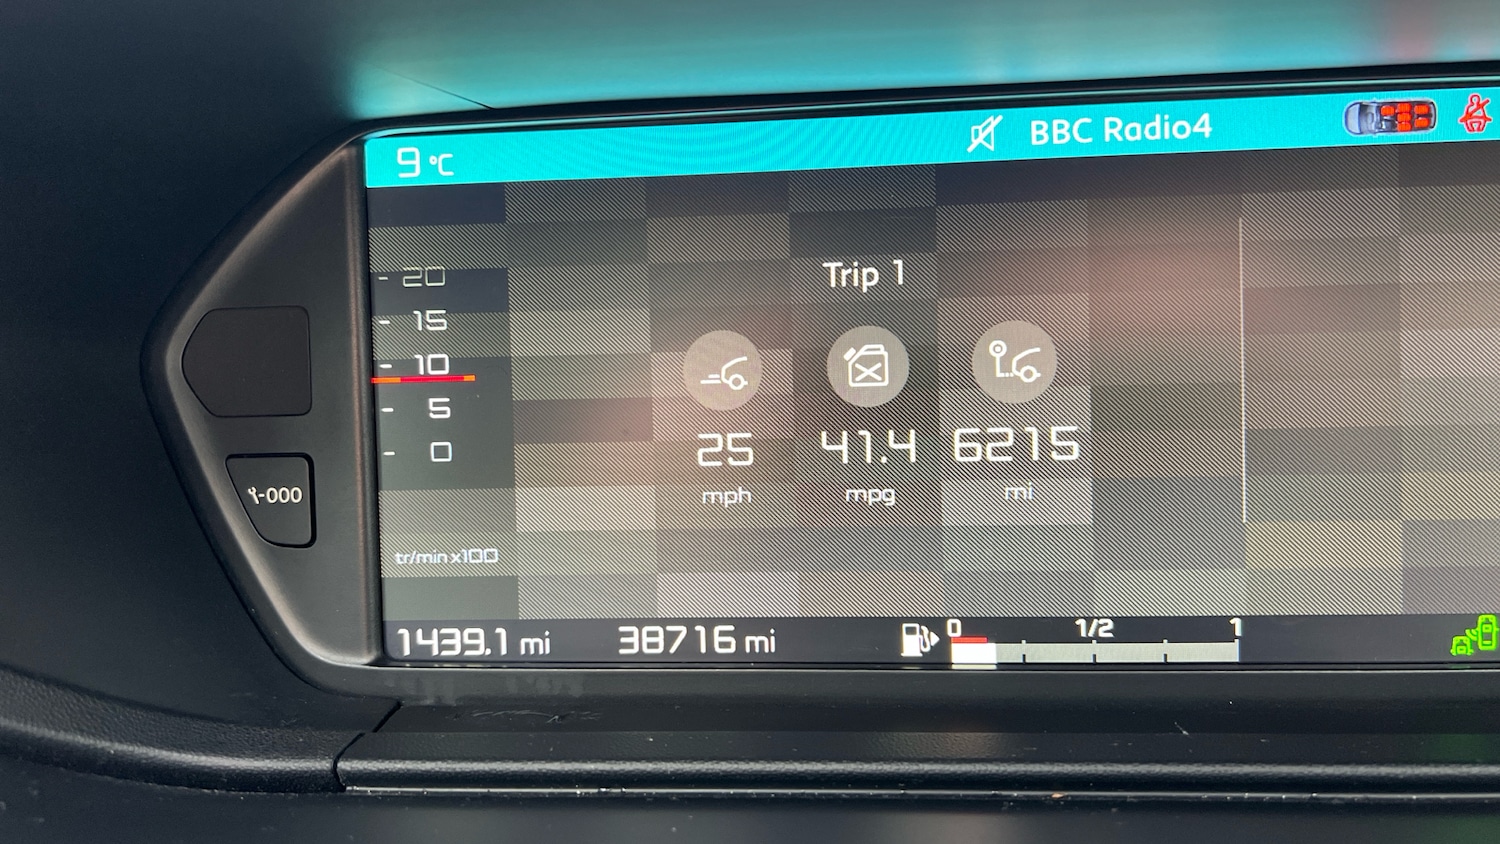 9 °C
BBC Radio4
Trip 1
- 20
- 15
- 10
- 5
- 0
25 41.4 6215
mph mpg mi
-000
tr/min x100
1439.1 mi 38716 mi 0 1/2 1